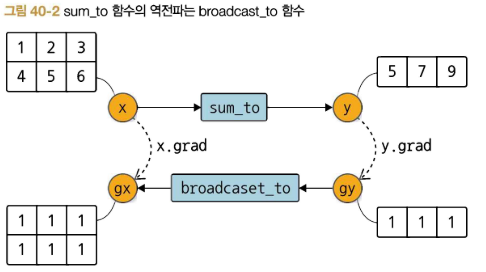 그림 40-2 sum_to 함수의 역전파는 broadcast_to 함수
1 2 3
4 5 6
5 7 9
x sum_to y
x.grad y.grad
gx broadcaset_to gy
1 1 1
1 1 1
1 1 1